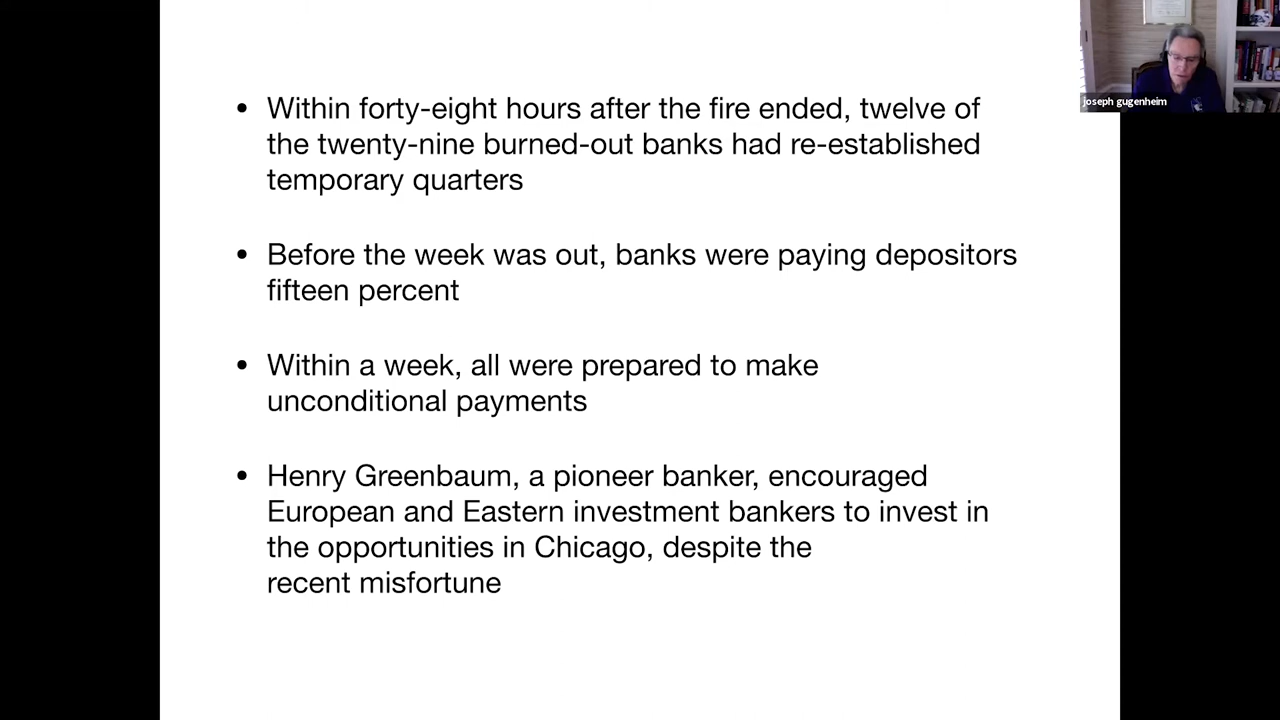 • Within forty-eight hours after the fire ended, twelve of
the twenty-nine burned-out banks had re-established
temporary quarters
• Before the week was out, banks were paying depositors
fifteen percent
• Within a week, all were prepared to make
unconditional payments
• Henry Greenbaum, a pioneer banker, encouraged
European and Eastern investment bankers to invest in
the opportunities in Chicago, despite the
recent misfortune
joseph gugenheim